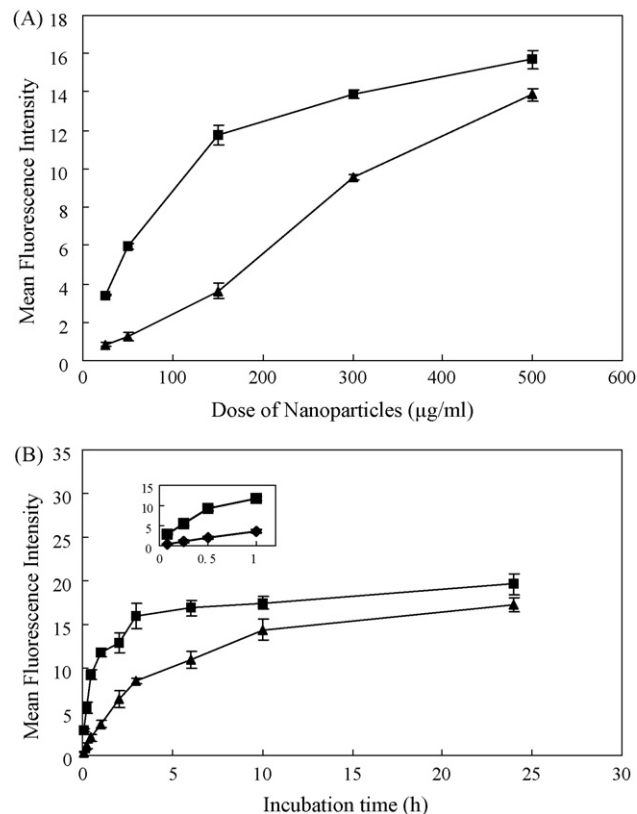 (A)
18
16
14
12
10
8
6
4
2
0
Mean Fluorescence Intensity
0 100 200 300 400 500 600
Dose of Nanoparticles (μg/ml)
(B)
35
30
25
20
15
10
5
0
Mean Fluorescence Intensity
15
10
5
0
0 0.5 1
0 5 10 15 20 25 30
Incubation time (h)